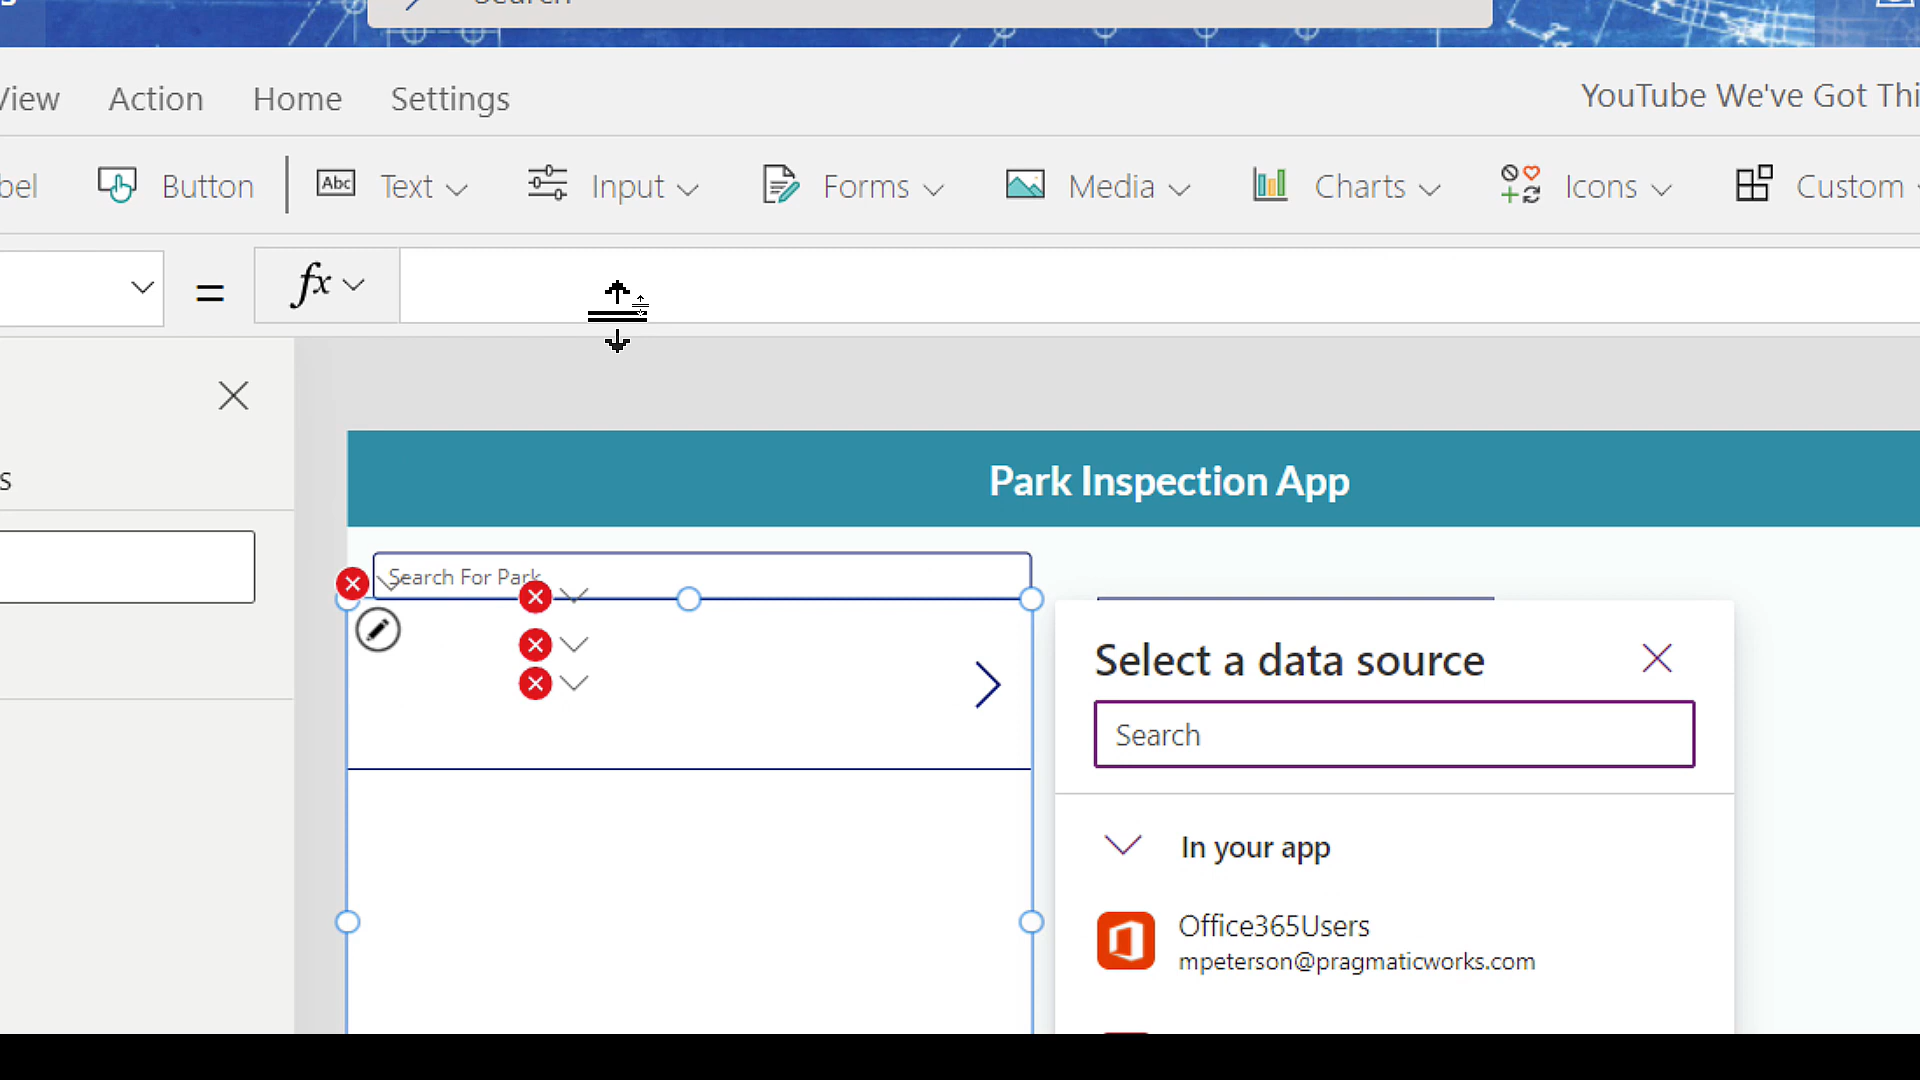 Search
View Action Home Settings YouTube We've Got Thi
bel Button Abc Text Input Forms Media Charts Icons Custom
= fx
s
Park Inspection App
Search For Park
Select a data source
Search
In your app
Office365Users
mpeterson@pragmaticworks.com